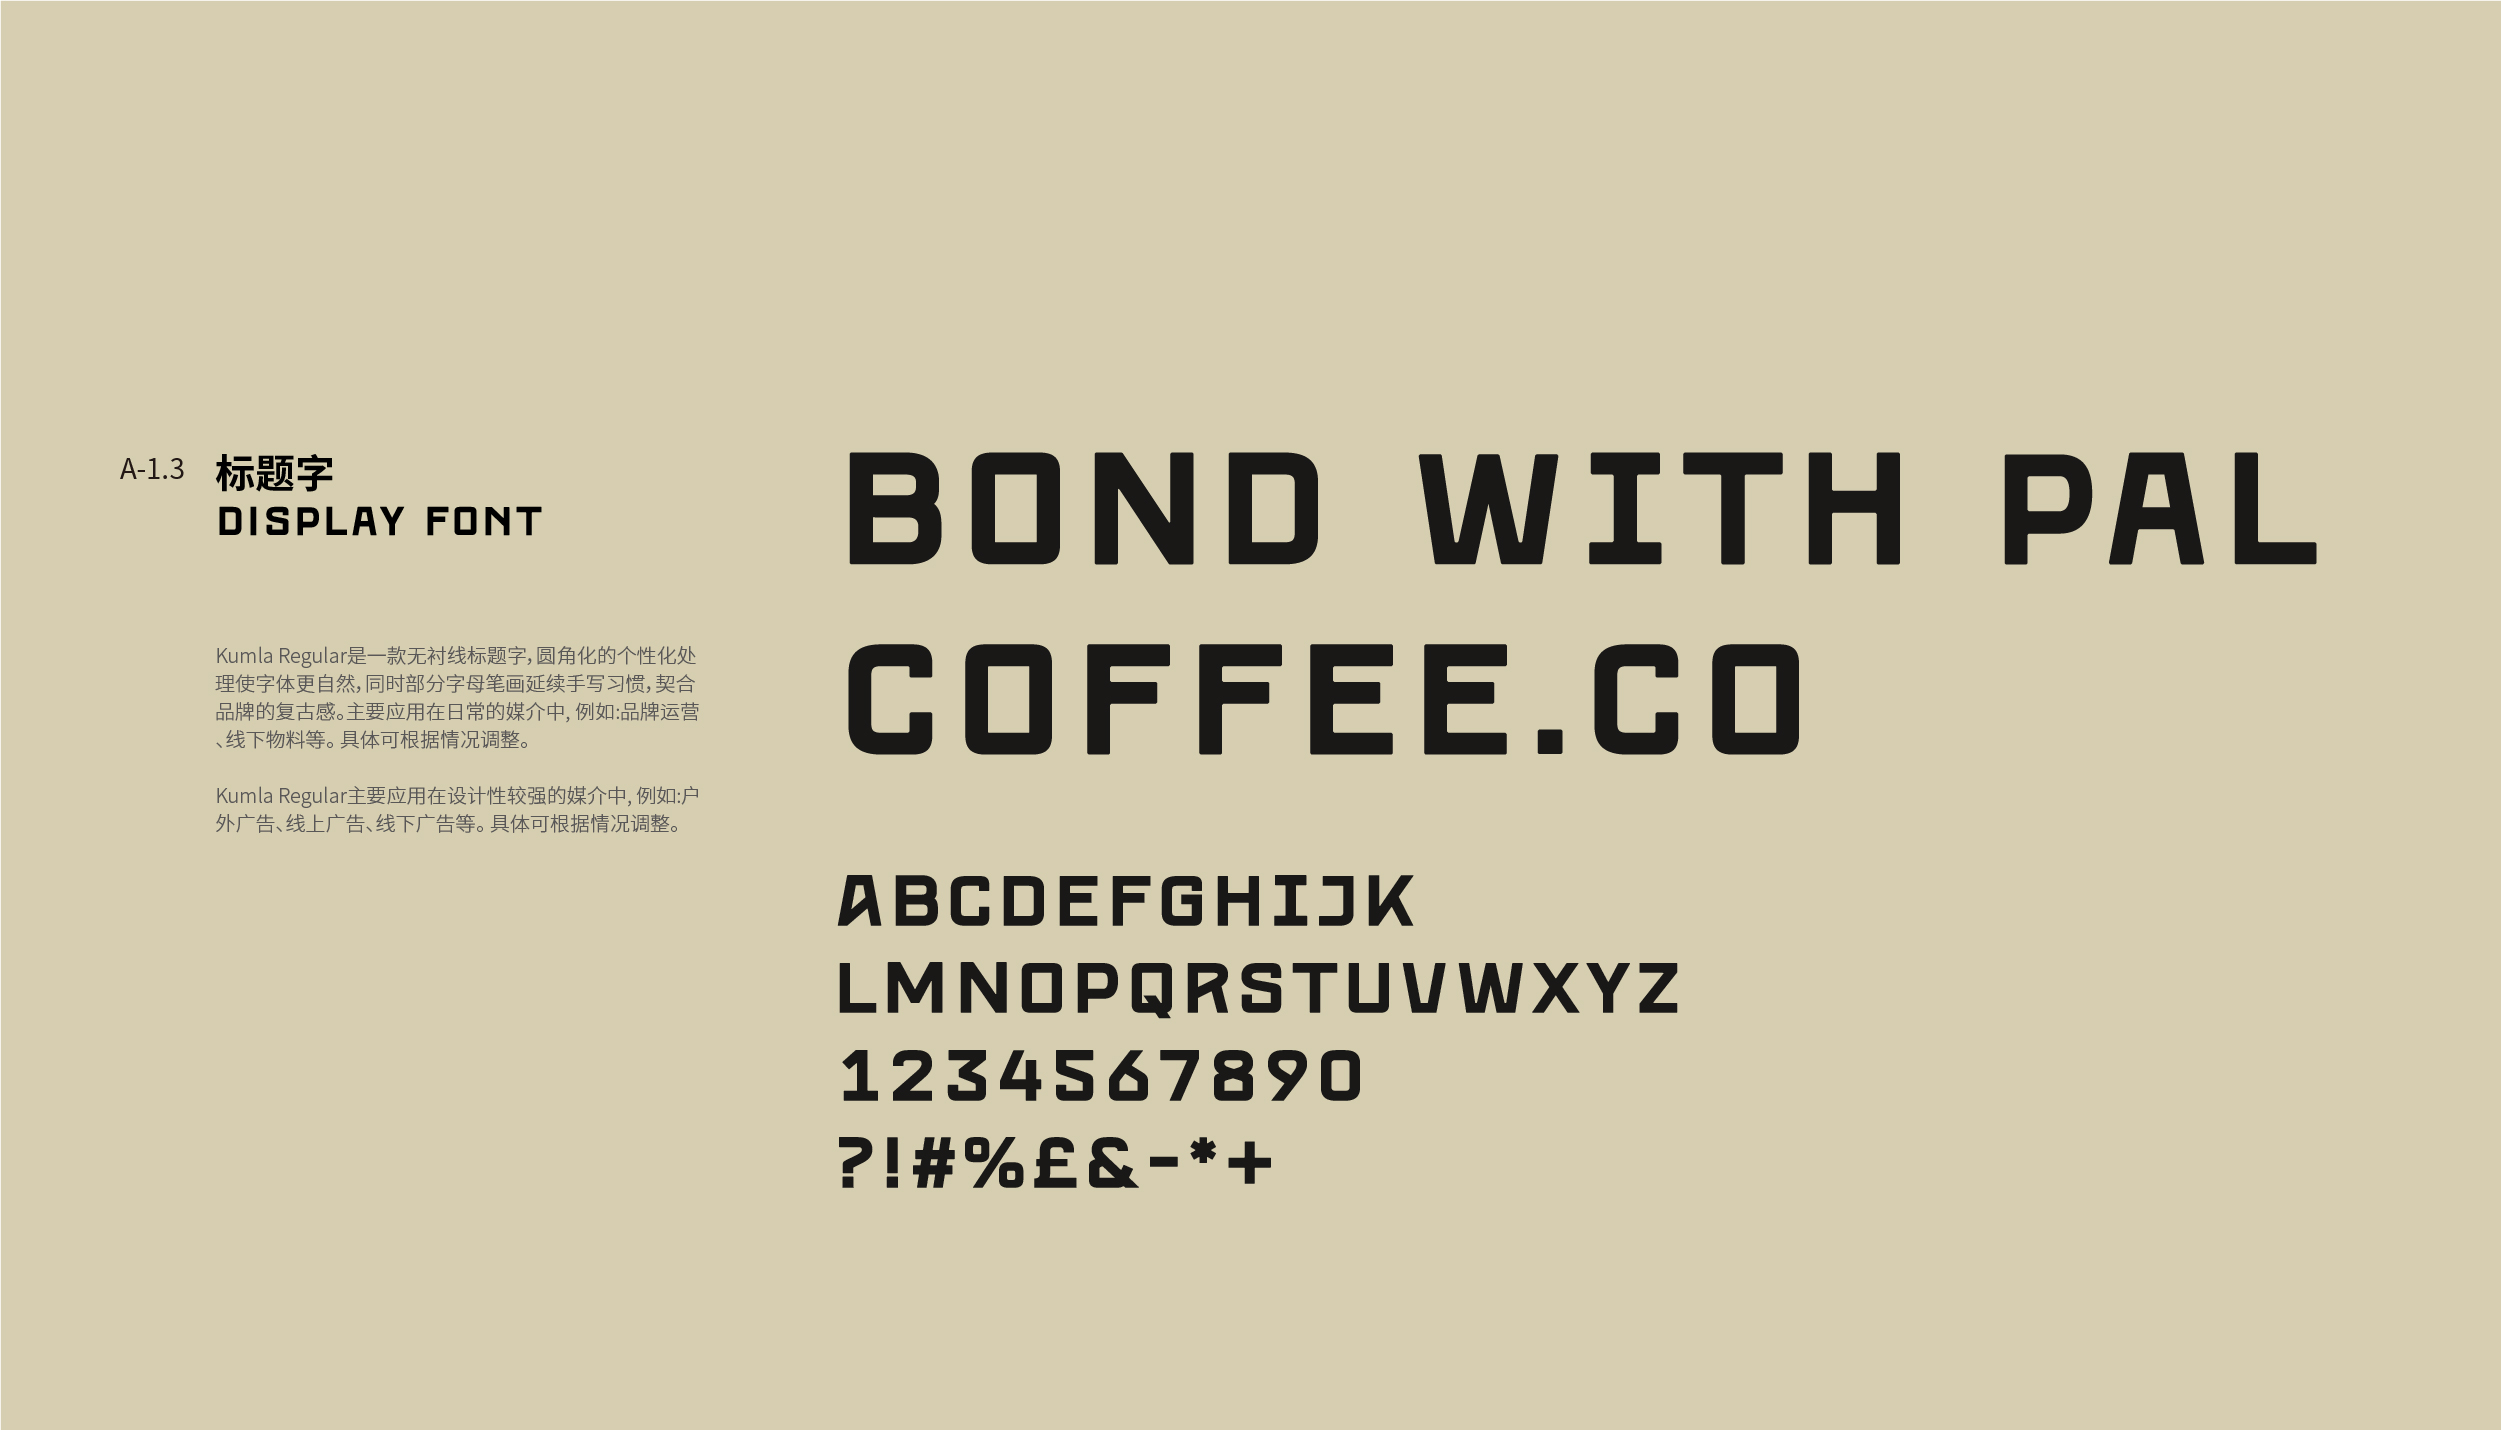 A-1.3 标题字
DISPLAY FONT
Kumla Regular是一款无衬线标题字，圆角化的个性化处
理使字体更自然，同时部分字母笔画延续手写习惯，契合
品牌的复古感。主要应用在日常的媒介中，例如:品牌运营
、线下物料等。具体可根据情况调整。
Kumla Regular主要应用在设计性较强的媒介中，例如:户
外广告、线上广告、线下广告等。具体可根据情况调整。
BOND WITH PAL
COFFEE.CO
ABCDEFGHIJK
LMNOPQRSTUVWXYZ
1234567890
?!#%£&-*+